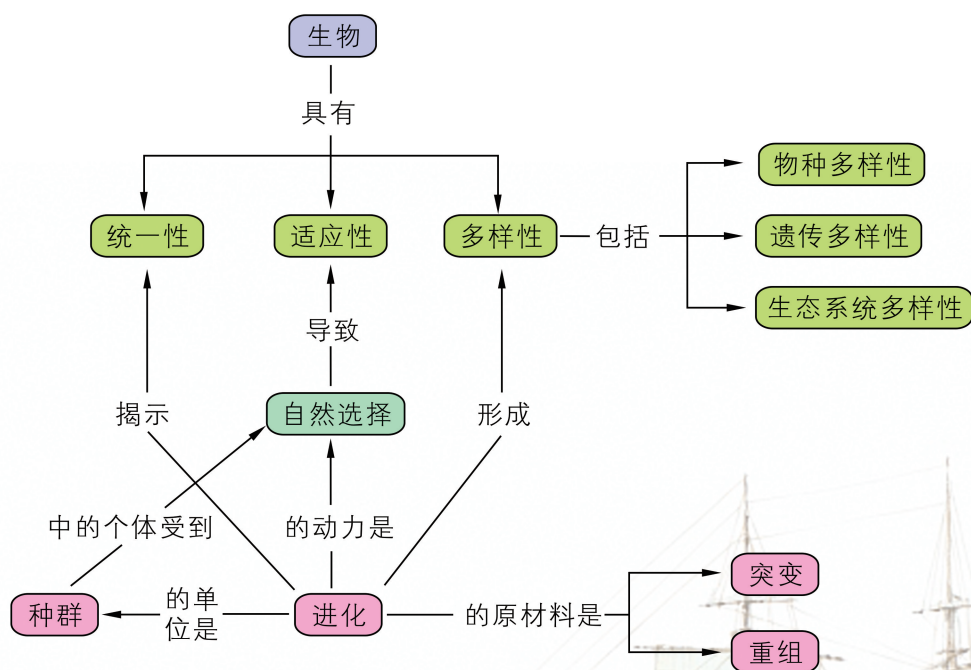 生物
具有
物种多样性
统一性
适应性
多样性
包括
遗传多样性
生态系统多样性
导致
揭示
自然选择
形成
中的个体受到
的动力是
突变
种群
的单
位是
进化
的原材料是
重组